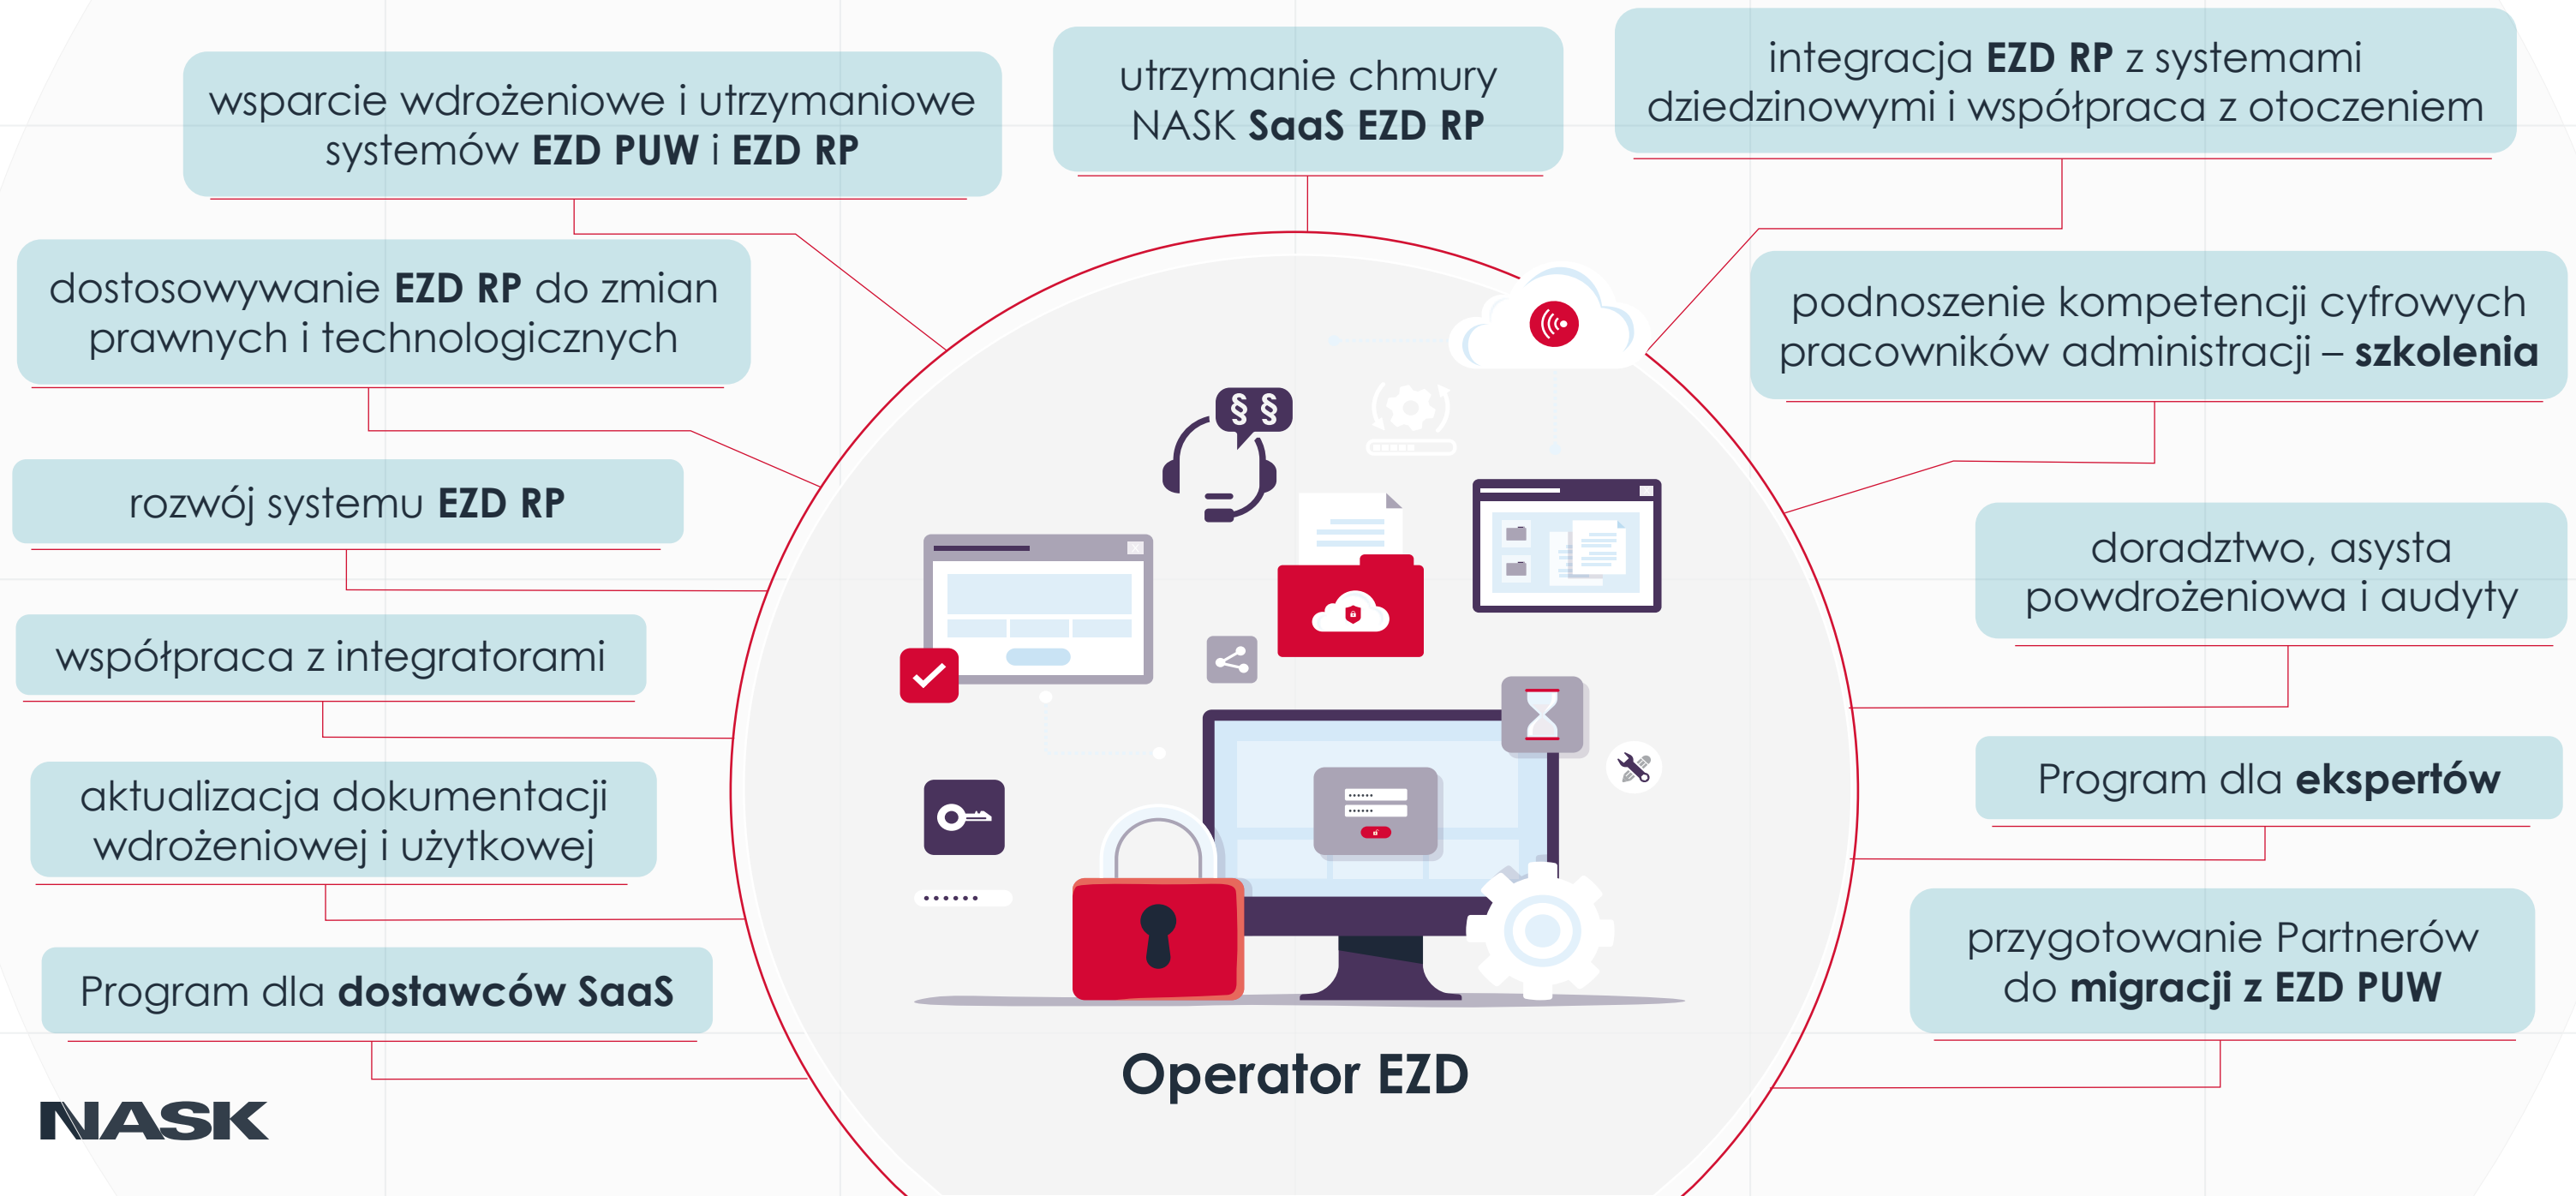 wsparcie wdrożeniowe i utrzymaniowe
systemów EZD PUW i EZD RP
utrzymanie chmury
NASK SaaS EZD RP
integracja EZD RP z systemami
dziedzinowymi i współpraca z otoczeniem
dostosowywanie EZD RP do zmian
prawnych i technologicznych
podnoszenie kompetencji cyfrowych
pracowników administracji – szkolenia
rozwój systemu EZD RP
doradztwo, asysta
powdrożeniowa i audyty
współpraca z integratorami
Program dla ekspertów
aktualizacja dokumentacji
wdrożeniowej i użytkowej
przygotowanie Partnerów
do migracji z EZD PUW
Program dla dostawców SaaS
§ §
Operator EZD
NASK